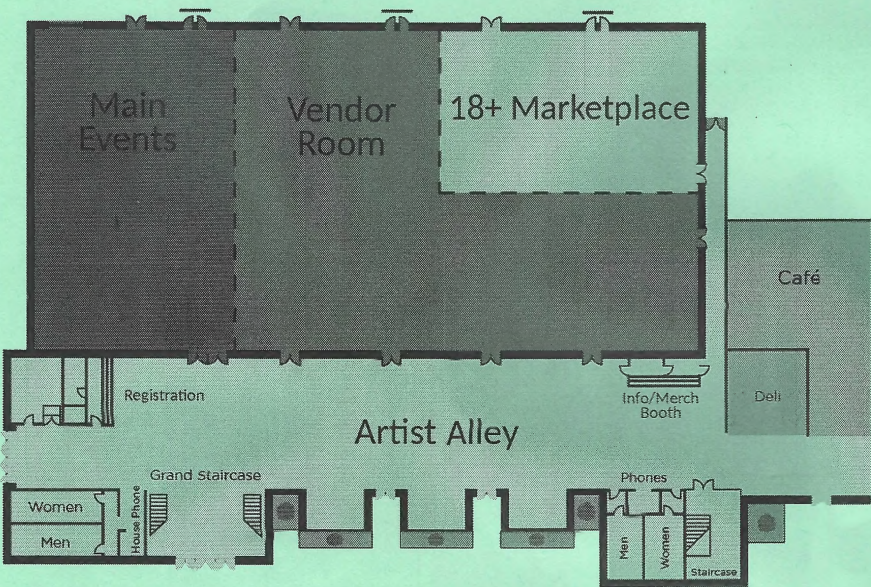 Main
Events
Vendor
Room
18+ Marketplace
Café
Registration
Info/Merch
Booth
Deli
Artist Alley
Grand Staircase
Phones
Women
Men
House Phone
Men
Women
Staircase